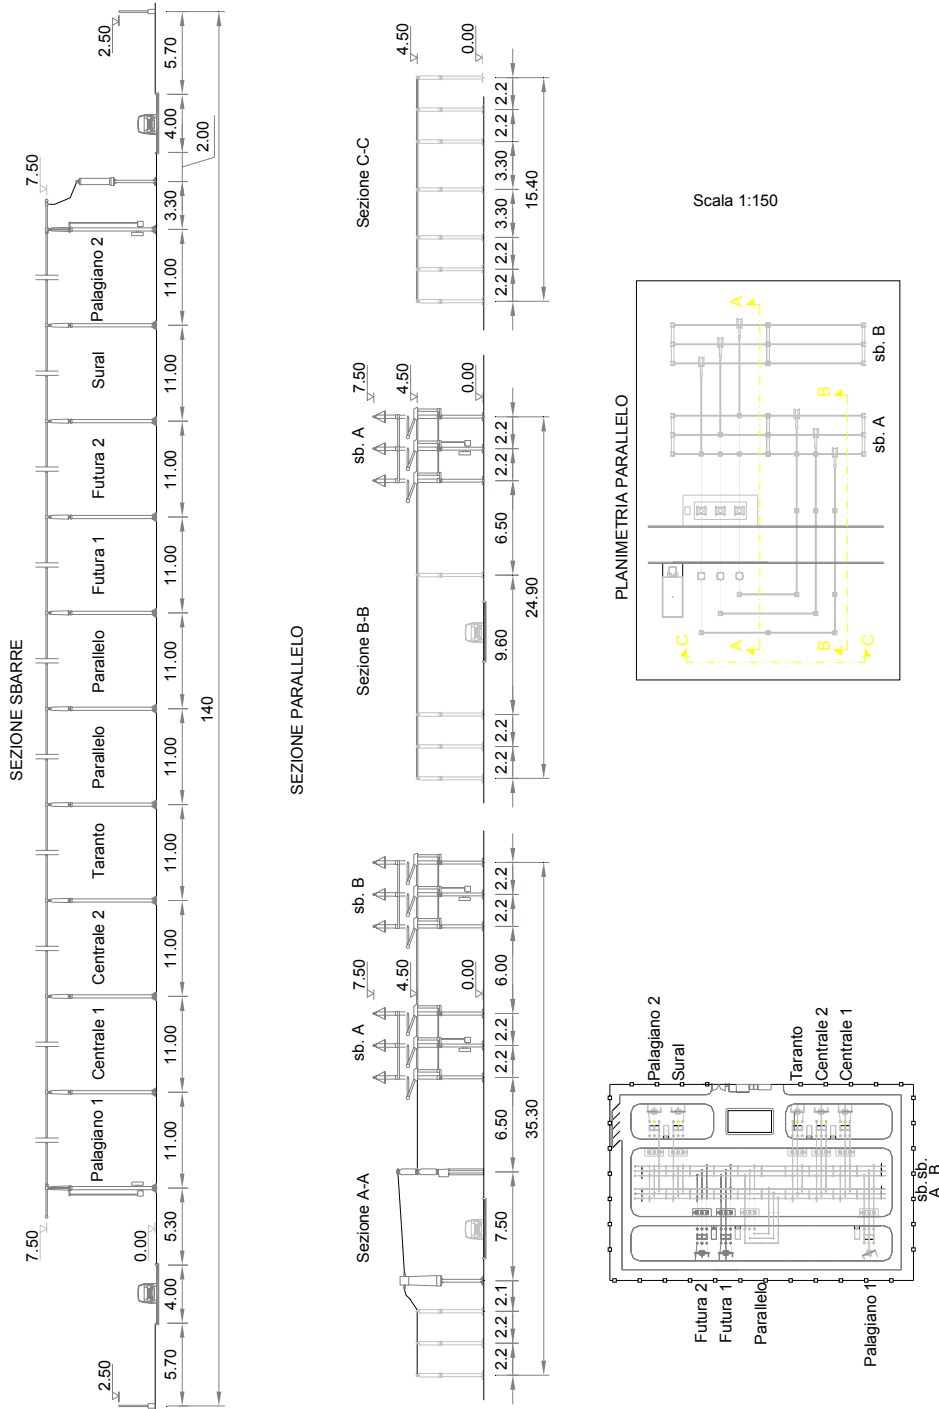 SEZIONE SBARRE
2.50
5.70
4.00
2.00
7.50
3.30
Palagiano 2
11.00
Sural
11.00
Futura 2
11.00
Futura 1
11.00
Parallelo
11.00
Parallelo
11.00
Taranto
11.00
Centrale 2
11.00
Centrale 1
11.00
Palagiano 1
11.00
140
7.50
0.00
5.30
4.00
5.70
2.50
SEZIONE PARALLELO
Sezione C-C
4.50
0.00
2.2
2.2
3.30
3.30
2.2
2.2
15.40
Sezione B-B
sb. A
7.50
4.50
0.00
2.2
2.2
6.50
9.60
2.2
2.2
24.90
Sezione A-A
sb. B
sb. A
7.50
4.50
0.00
2.2
2.2
6.00
2.2
2.2
6.50
7.50
2.1
2.2
2.2
35.30
Scala 1:150
PLANIMETRIA PARALLELO
A
sb. B
B
sb. A
C
A
B
C
Palagiano 2
Sural
Taranto
Centrale 2
Centrale 1
sb. A
sb. B
Futura 2
Futura 1
Parallelo
Palagiano 1